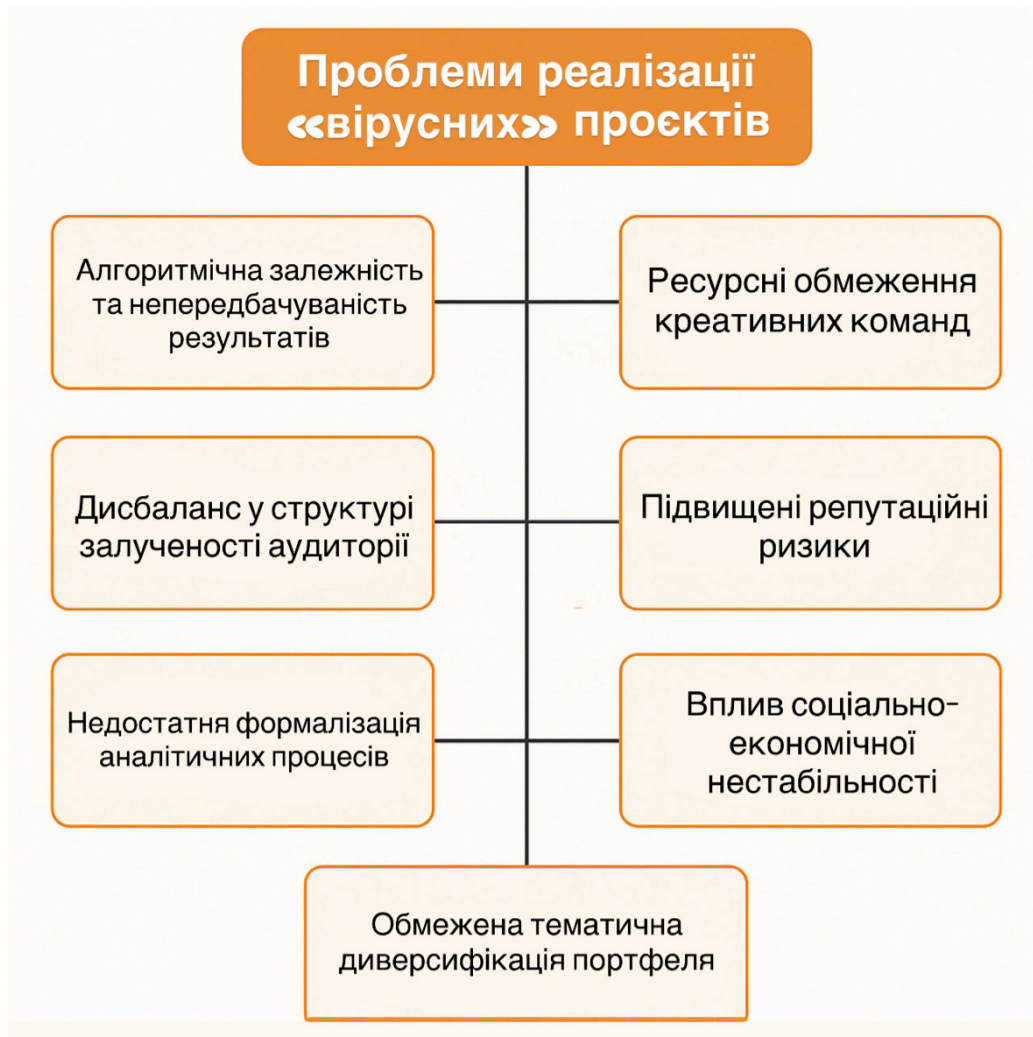 Проблеми реалізації
«вірусних» проєктів
Алгоритмічна залежність
та непередбачуваність
результатів
Ресурсні обмеження
креативних команд
Дисбаланс у структурі
залученості аудиторії
Підвищені репутаційні
ризики
Недостатня формалізація
аналітичних процесів
Вплив соціально-
економічної
нестабільності
Обмежена тематична
диверсифікація портфеля